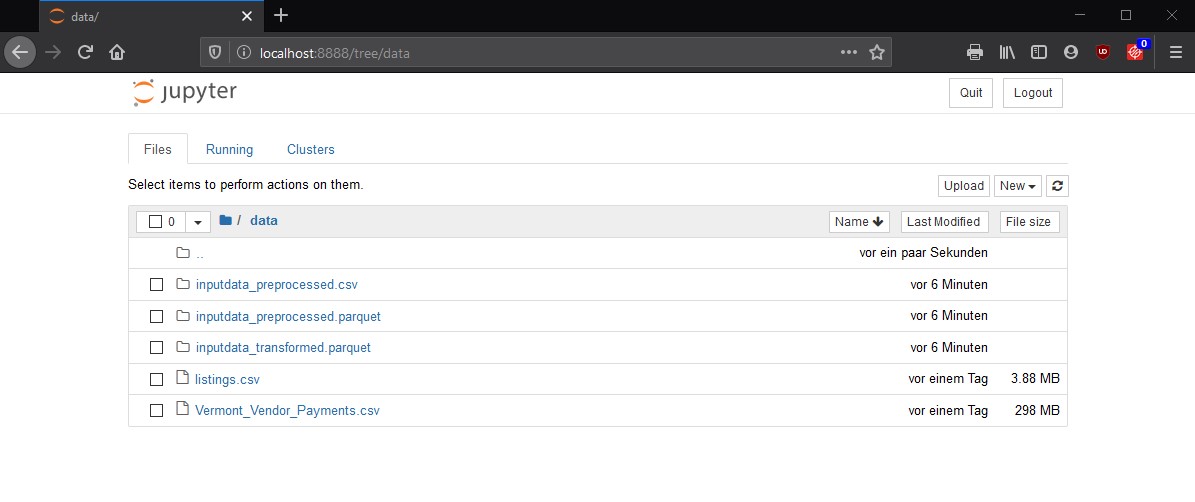 data/
localhost:8888/tree/data
0
jupyter
Quit
Logout
Files
Running
Clusters
Select items to perform actions on them.
Upload
New
0
/ data
Name
Last Modified
File size
..
vor ein paar Sekunden
inputdata_preprocessed.csv
vor 6 Minuten
inputdata_preprocessed.parquet
vor 6 Minuten
inputdata_transformed.parquet
vor 6 Minuten
listings.csv
vor einem Tag
3.88 MB
Vermont_Vendor_Payments.csv
vor einem Tag
298 MB